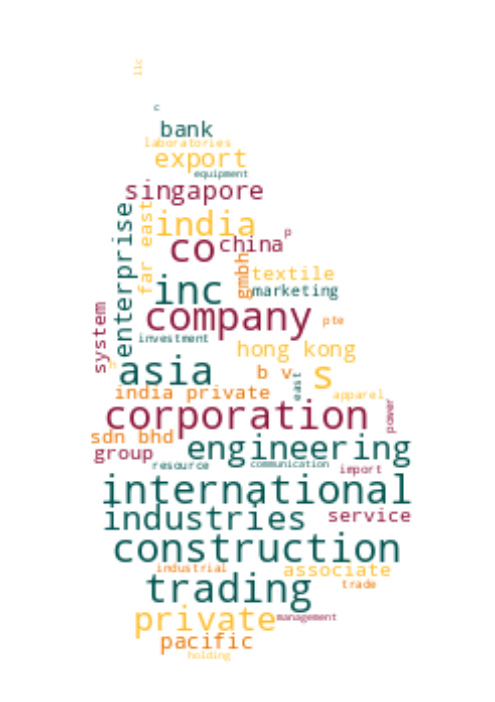 llc
c
bank
laboratories
export
equipment
singapore
enterprise
far east
india
co
china
p
gmbh
textile
inc
marketing
system
company
pte
investment
hong kong
asia
b v
east
s
india private
apparel
corporation
power
sdn bhd
engineering
group
resource
communication
import
international
industries
service
construction
industrial
associate
trading
trade
private
management
pacific
holding